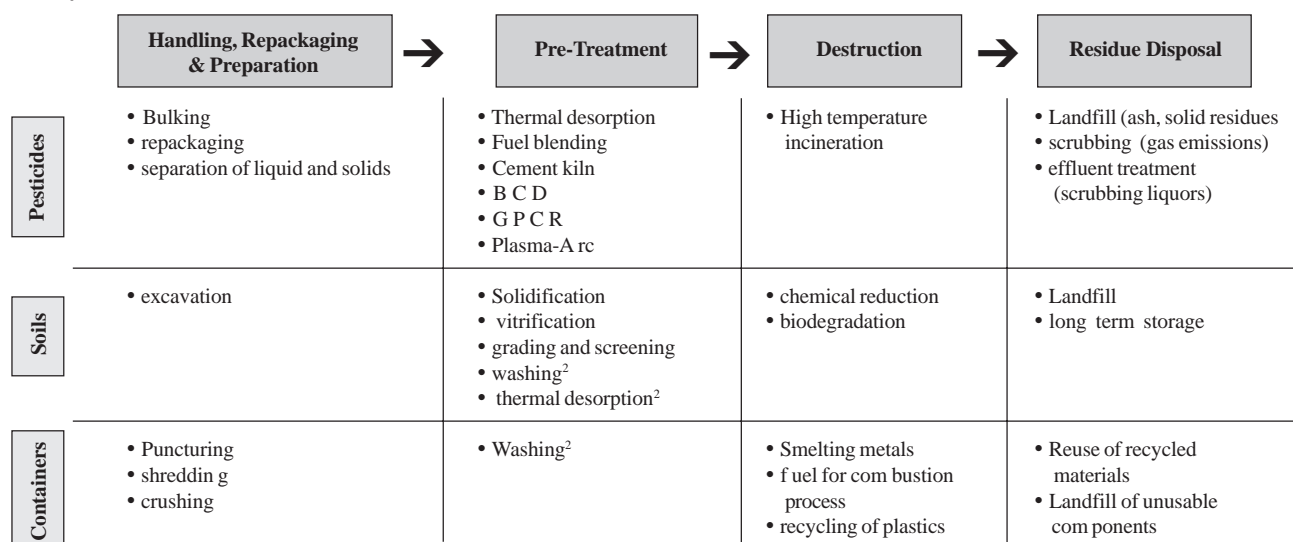 Handling, Repackaging
& Preparation
Pre-Treatment
Destruction
Residue Disposal
Pesticides
• Bulking
• repackaging
• separation of liquid and solids
• Thermal desorption
• Fuel blending
• Cement kiln
• B C D
• G P C R
• Plasma-A rc
• High temperature
incineration
• Landfill (ash, solid residues
• scrubbing (gas emissions)
• effluent treatment
(scrubbing liquors)
Soils
• excavation
• Solidification
• vitrification
• grading and screening
• washing²
• thermal desorption²
• chemical reduction
• biodegradation
• Landfill
• long term storage
Containers
• Puncturing
• shreddin g
• crushing
• Washing²
• Smelting metals
• f uel for com bustion
process
• recycling of plastics
• Reuse of recycled
materials
• Landfill of unusable
com ponents